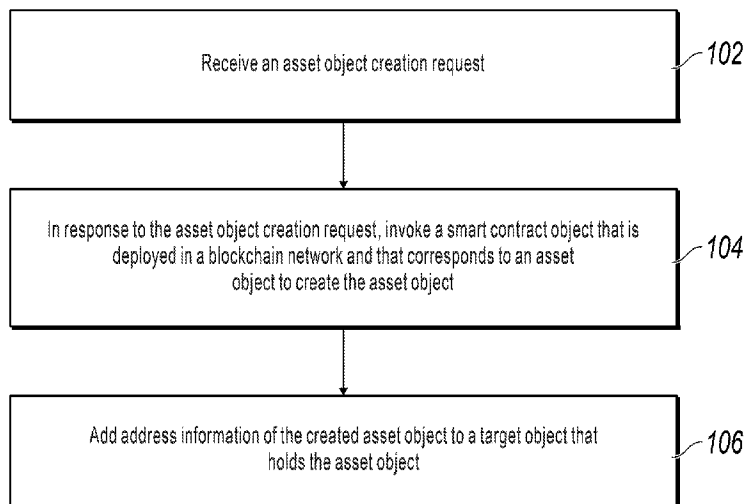 Receive an asset object creation request
102
In response to the asset object creation request, invoke a smart contract object that is
deployed in a blockchain network and that corresponds to an asset
object to create the asset object
104
Add address information of the created asset object to a target object that
holds the asset object
106